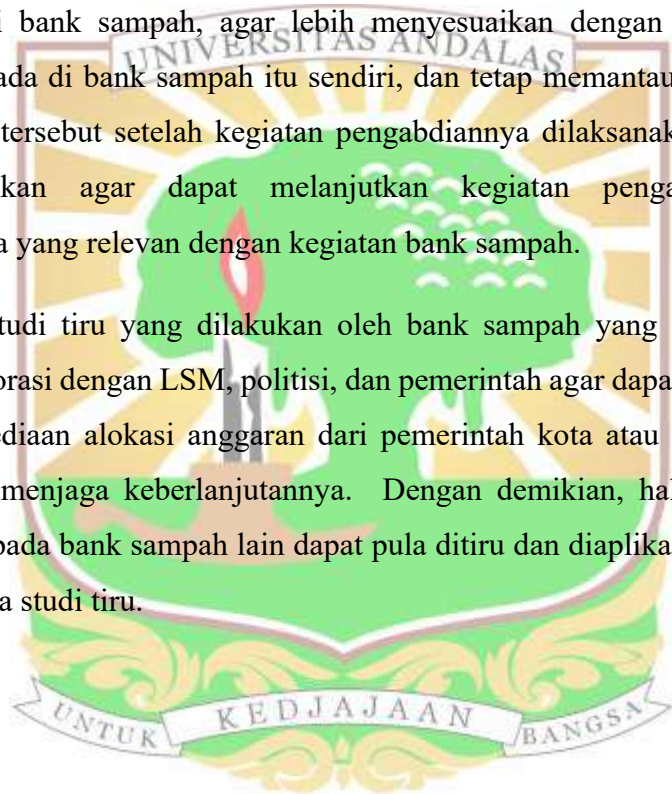 i bank sampah, agar lebih menyesuaikan dengan
UNIVERSITAS ANDALAS
ada di bank sampah itu sendiri, dan tetap memantau
tersebut setelah kegiatan pengabdiannya dilaksanak
kan agar dapat melanjutkan kegiatan penga
a yang relevan dengan kegiatan bank sampah.
tudi tiru yang dilakukan oleh bank sampah yang
orasi dengan LSM, politisi, dan pemerintah agar dapa
ediaan alokasi anggaran dari pemerintah kota atau
menjaga keberlanjutannya. Dengan demikian, hal
pada bank sampah lain dapat pula ditiru dan diaplika
a studi tiru.
UNTUK KEDJAJAAN BANGSA